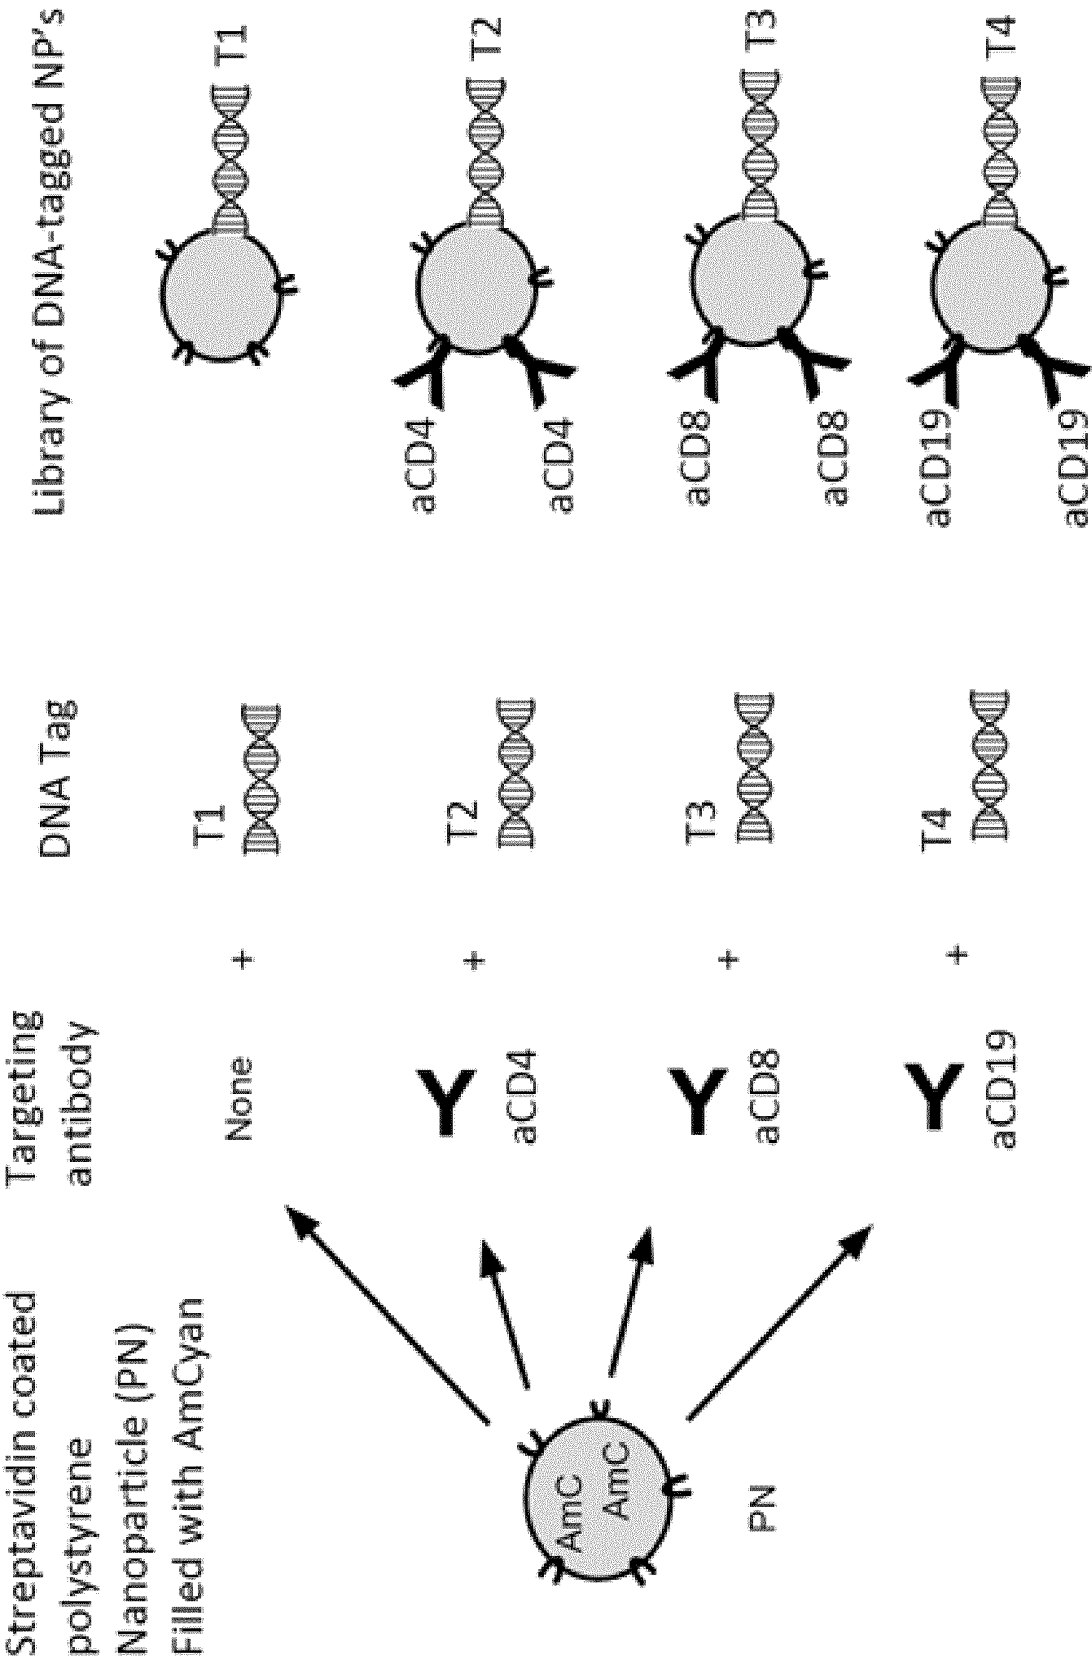 Streptavidin coated
polystyrene
Nanoparticle (PN)
Filled with AmCyan
Targeting
antibody
DNA Tag
Library of DNA-tagged NP's
None
+
T1
T1
aCD4
+
T2
aCD4
aCD4
T2
AmC
AmC
PN
aCD8
+
T3
aCD8
aCD8
T3
aCD19
+
T4
aCD19
aCD19
T4